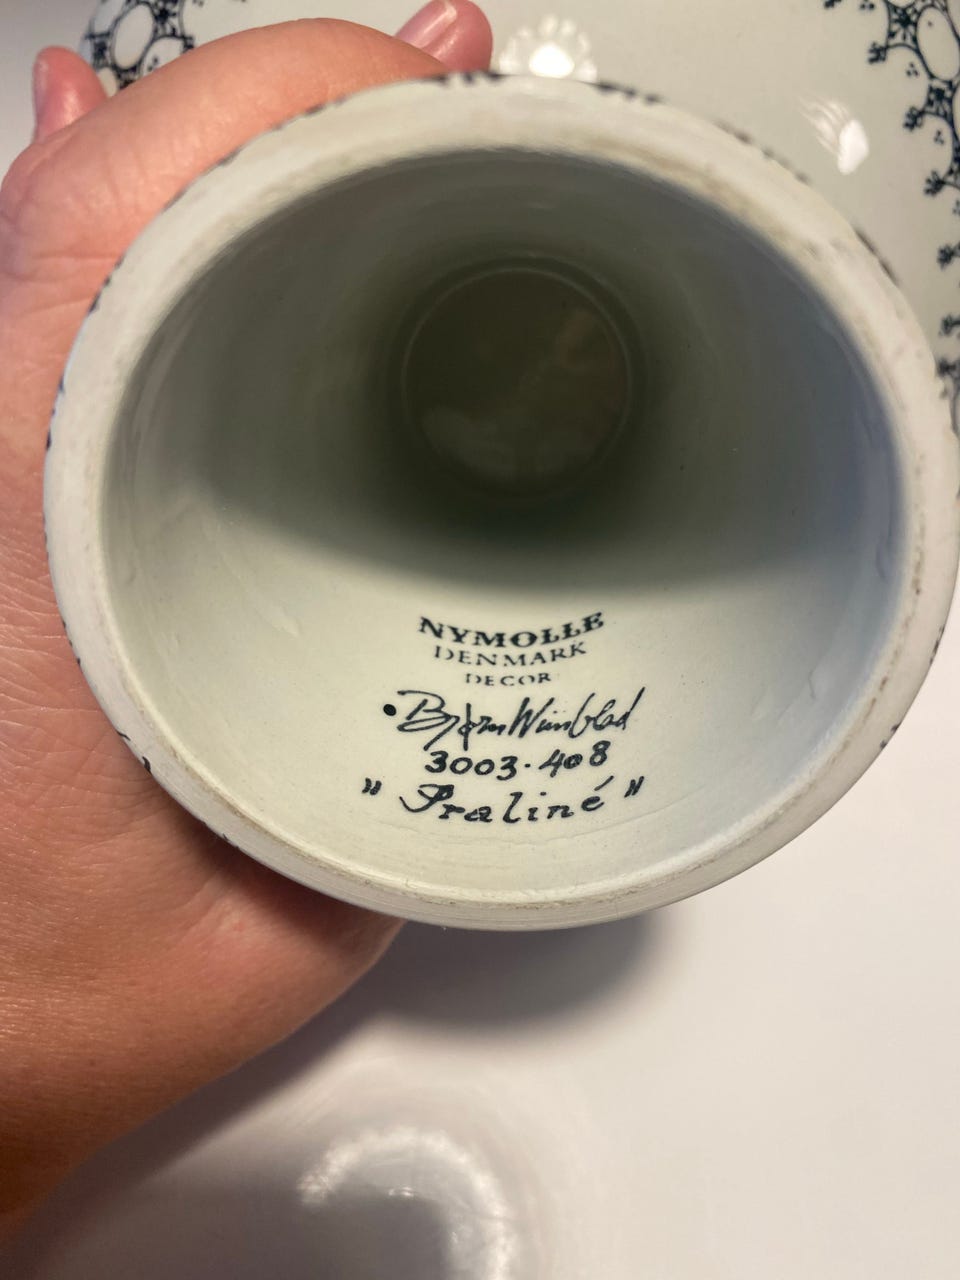 NYMOLLE
DENMARK
DECOR
•Bjørn Wiinblad
3003·408
"Praliné"